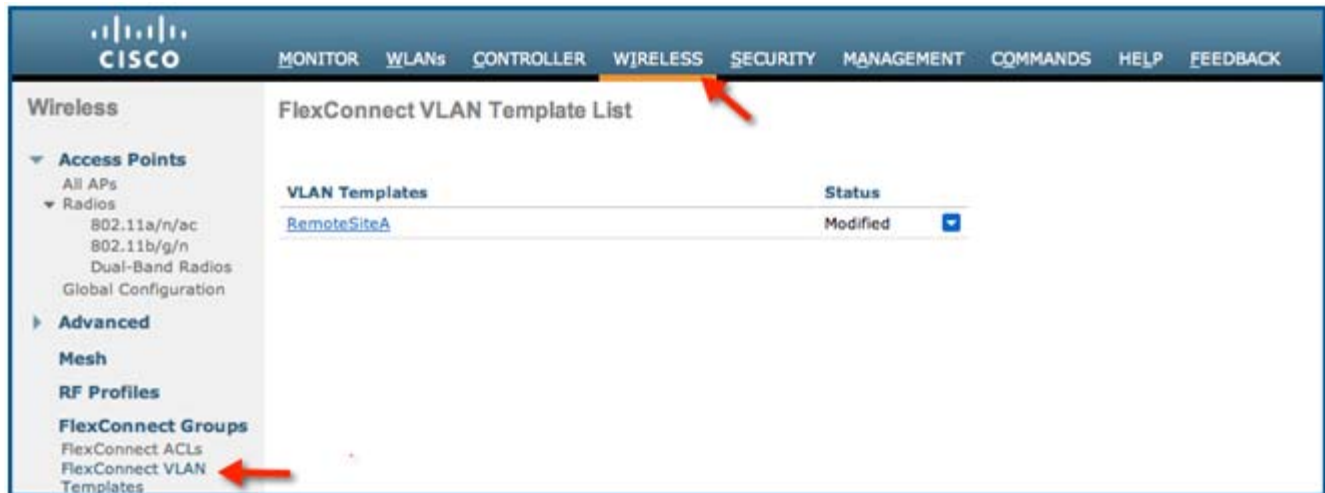 CISCO
MONITOR WLANs CONTROLLER WIRELESS SECURITY MANAGEMENT COMMANDS HELP FEEDBACK
Wireless
Access Points
All APs
Radios
802.11a/n/ac
802.11b/g/n
Dual-Band Radios
Global Configuration
Advanced
Mesh
RF Profiles
FlexConnect Groups
FlexConnect ACLs
FlexConnect VLAN
Templates
FlexConnect VLAN Template List
VLAN Templates Status
RemoteSiteA Modified